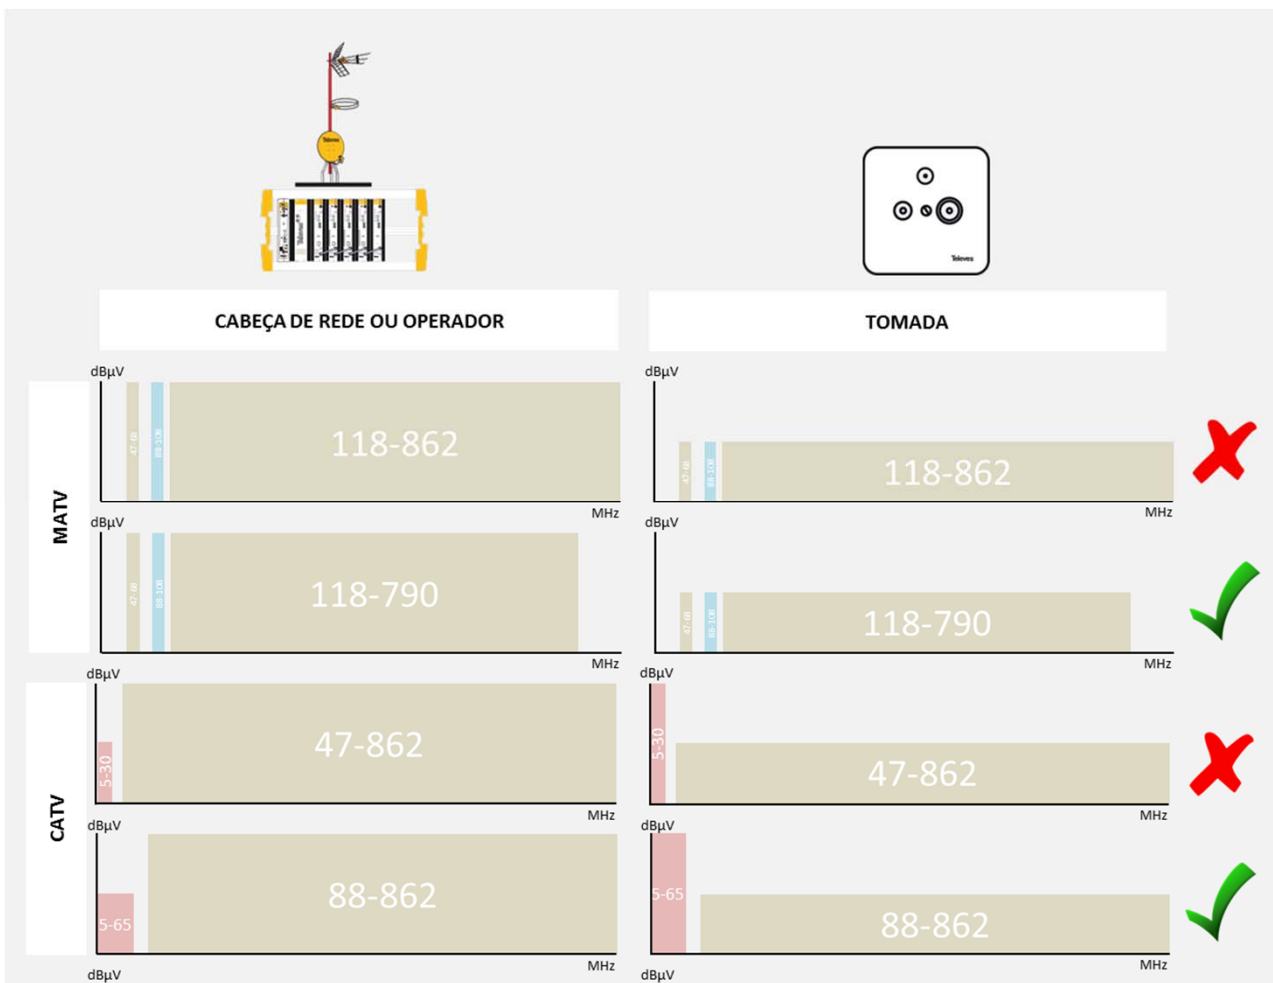 Televes
Televes
Televes
CABEÇA DE REDE OU OPERADOR
TOMADA
MATV
dBµV
47-68
88-108
118-862
MHz
dBµV
47-68
88-108
118-862
MHz
dBµV
47-68
88-108
118-790
MHz
dBµV
47-68
88-108
118-790
MHz
CATV
dBµV
5-30
47-862
MHz
dBµV
5-30
47-862
MHz
dBµV
5-65
88-862
MHz
dBµV
5-65
88-862
MHz
dBµV
dBµV